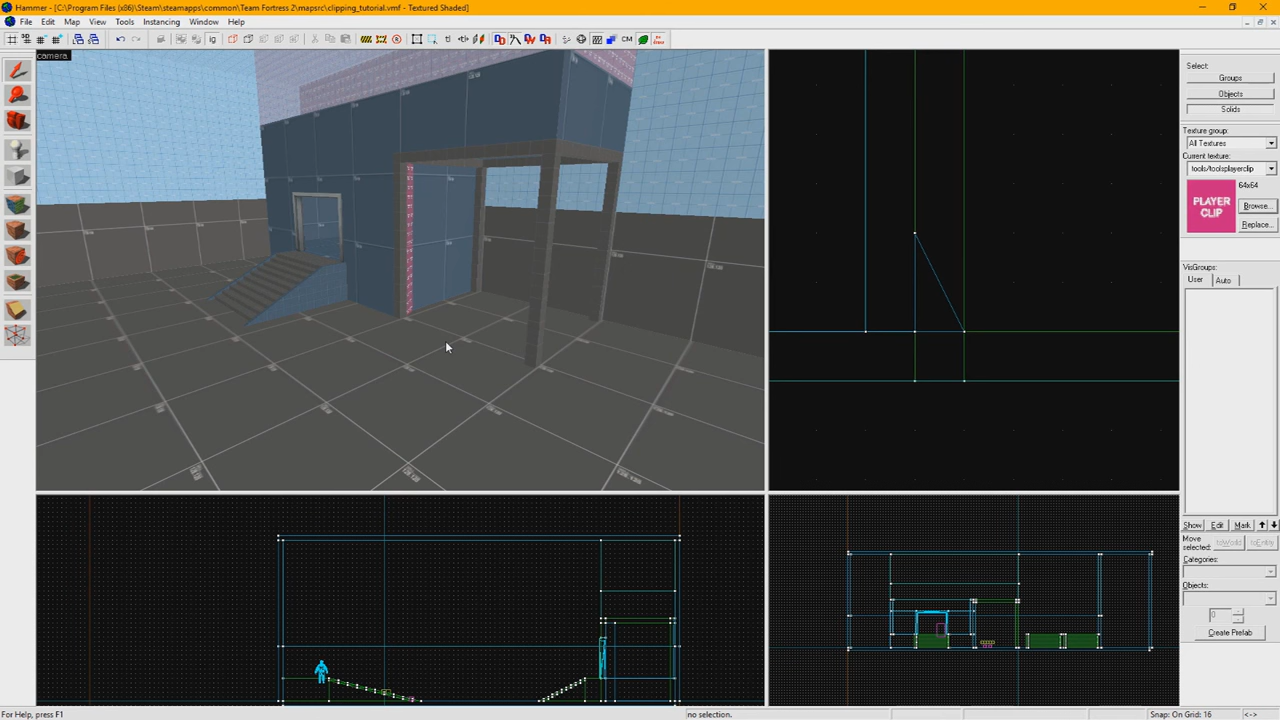 Hammer - [C:\Program Files (x86)\Steam\steamapps\common\Team Fortress 2\mapsrc\clipping_tutorial.vmf - Textured Shaded]
File Edit Map View Tools Instancing Window Help
camera
Select:
Groups
Objects
Solids
Texture group:
All Textures
Current texture:
tools/toolsplayerclip
64x64
PLAYER
CLIP
Browse...
Replace...
VisGroups:
User Auto
Show Edit Mark
Move
selected:
toWorld toEntity
Categories:
Objects:
0
Create Prefab
For Help, press F1
no selection.
Snap: On Grid: 16
<->